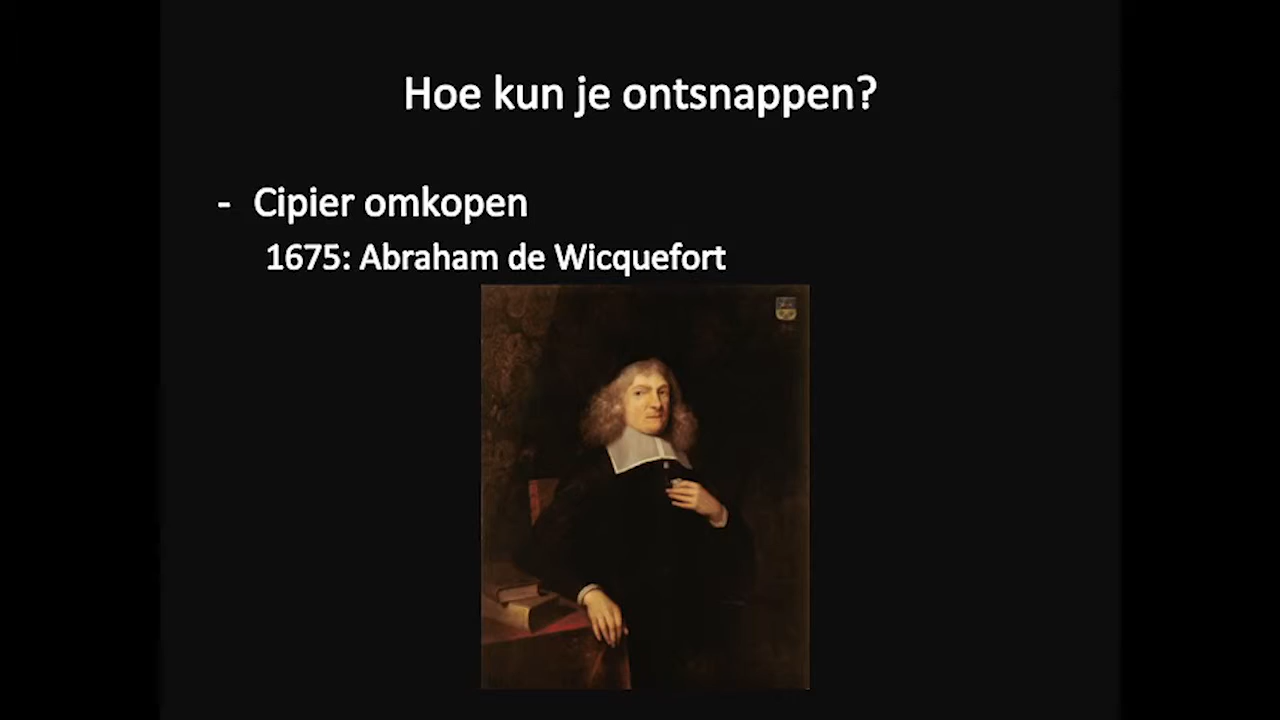 Hoe kun je ontsnappen?
- Cipier omkopen
1675: Abraham de Wicquefort